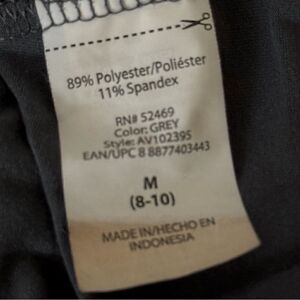 89% Polyester/Poliéster
11% Spandex
RN# 52469
Color: GREY
Style: AV102395
EAN/UPC 8 8877403443
M
(8-10)
MADE IN/HECHO EN
INDONESIA